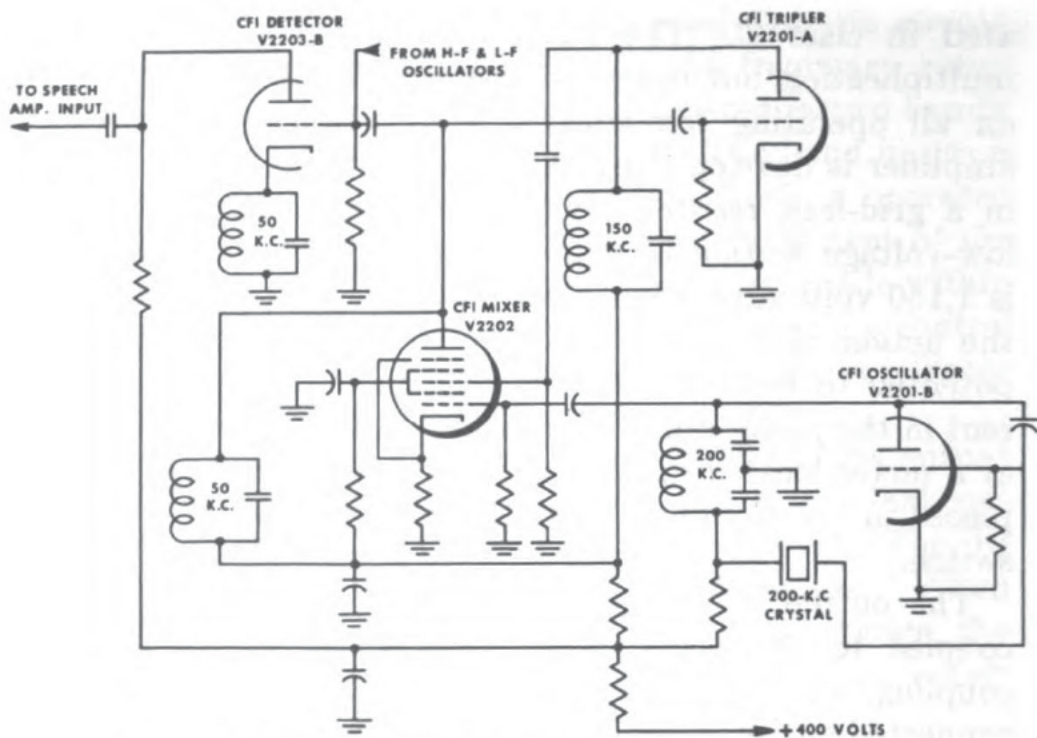 CFI DETECTOR
V2203-B
FROM H-F & L-F
OSCILLATORS
CFI TRIPLER
V2201-A
TO SPEECH
AMP. INPUT
50
K.C.
150
K.C.
CFI MIXER
V2202
CFI OSCILLATOR
V2201-B
50
K.C.
200
K.C.
200-K.C
CRYSTAL
+400 VOLTS